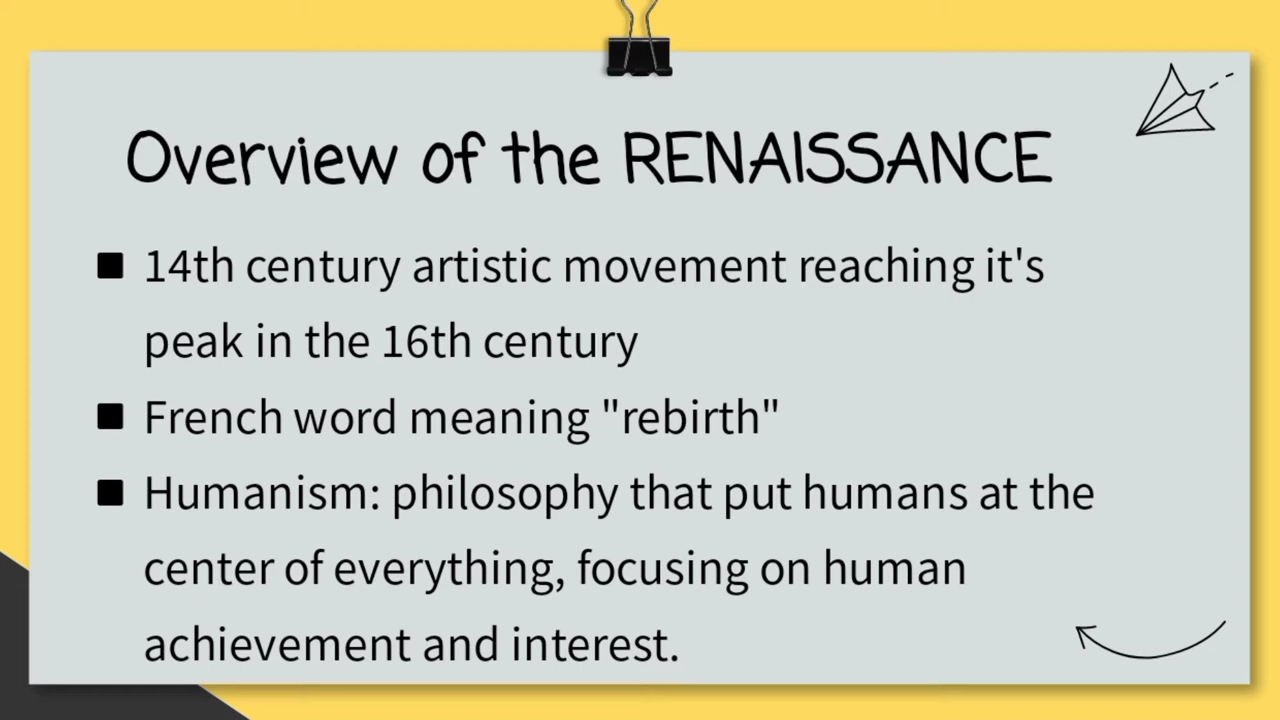 Overview of the RENAISSANCE
14th century artistic movement reaching it's
peak in the 16th century
French word meaning "rebirth"
Humanism: philosophy that put humans at the
center of everything, focusing on human
achievement and interest.